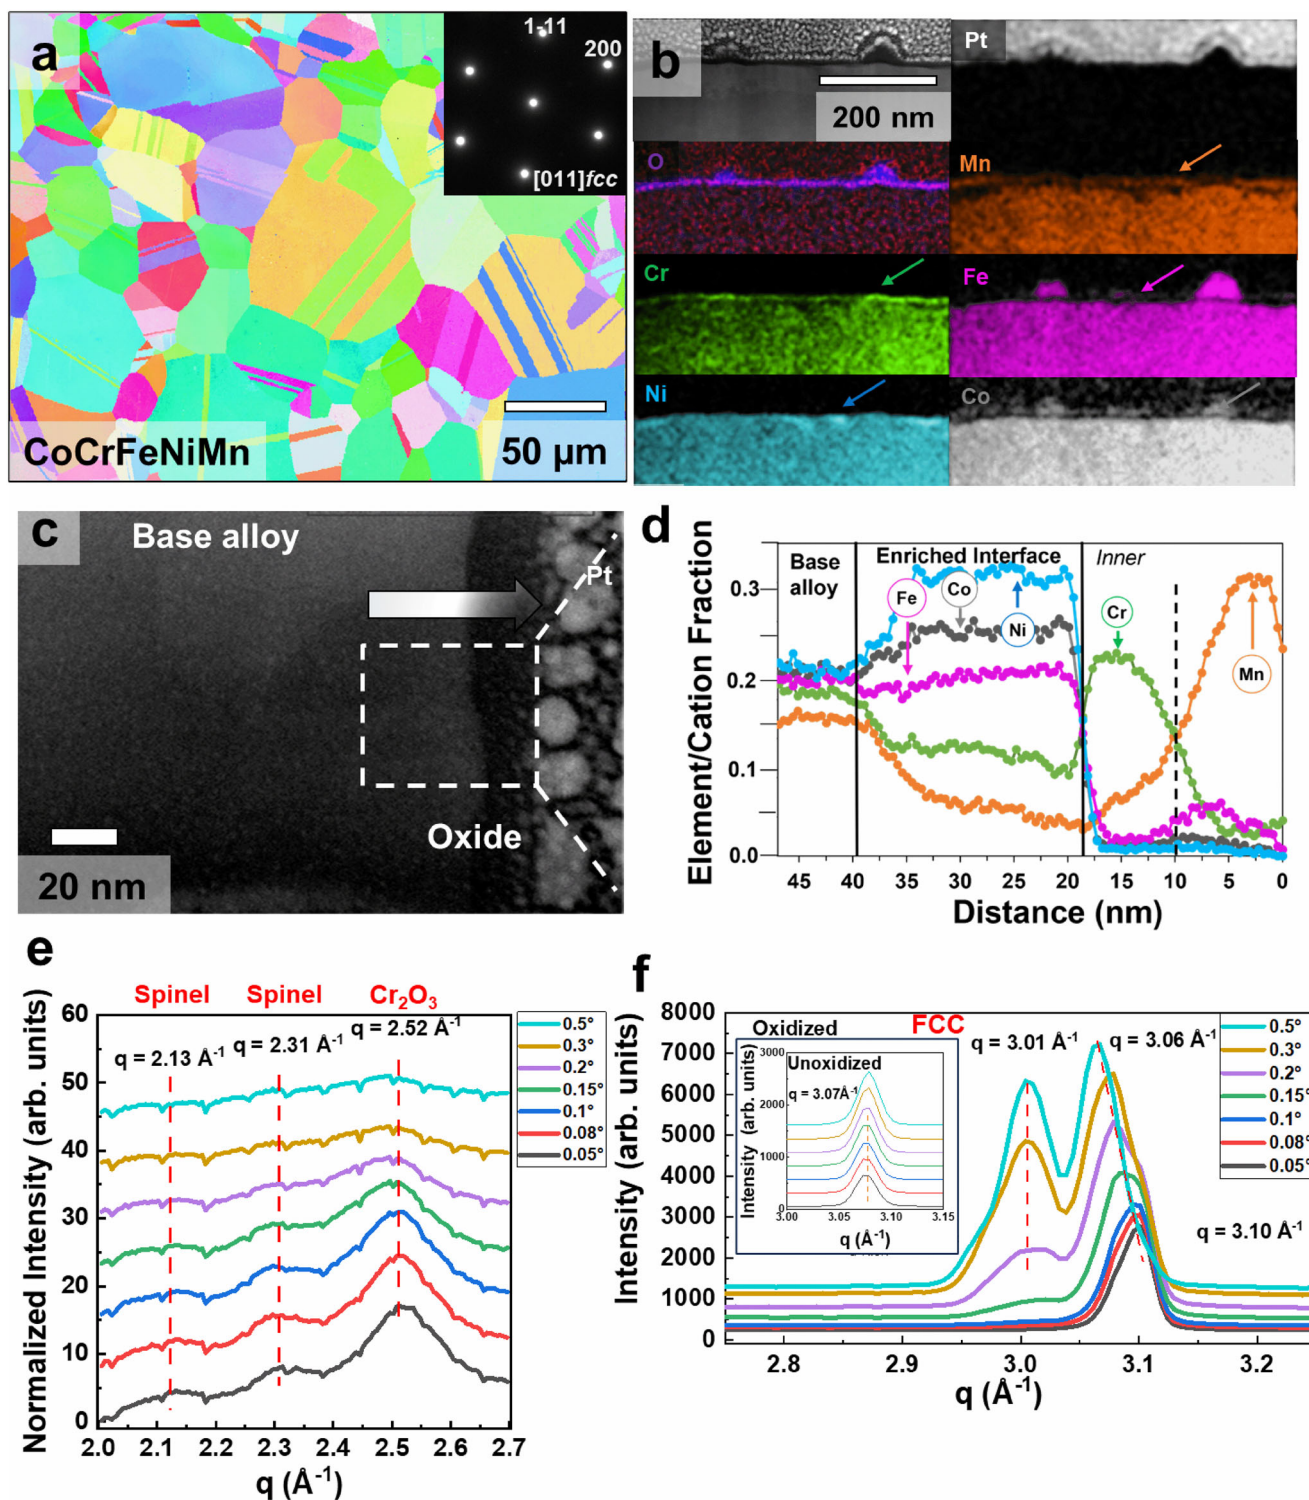 a
1-11
200
[011]fcc
CoCrFeNiMn
50 µm
b
200 nm
Pt
O
Mn
Cr
Fe
Ni
Co
c
Base alloy
Pt
Oxide
20 nm
d
Element/Cation Fraction
Base
alloy
Enriched Interface
Inner
0.3
0.2
0.1
0.0
Fe
Co
Ni
Cr
Mn
45 40 35 30 25 20 15 10 5 0
Distance (nm)
e
Spinel Spinel Cr₂O₃
q = 2.13 Å⁻¹
q = 2.31 Å⁻¹
q = 2.52 Å⁻¹
Normalized Intensity (arb. units)
60
50
40
30
20
10
0
2.0 2.1 2.2 2.3 2.4 2.5 2.6 2.7
q (Å⁻¹)
0.5°
0.3°
0.2°
0.15°
0.1°
0.08°
0.05°
f
Intensity (arb. units)
8000
7000
6000
5000
4000
3000
2000
1000
0
Oxidized
FCC
q = 3.01 Å⁻¹
q = 3.06 Å⁻¹
q = 3.10 Å⁻¹
Unoxidized
q = 3.07Å⁻¹
Intensity (arb. units)
3000
2000
1000
0
3.00 3.05 3.10 3.15
q (Å⁻¹)
0.5°
0.3°
0.2°
0.15°
0.1°
0.08°
0.05°
2.8 2.9 3.0 3.1 3.2
q (Å⁻¹)